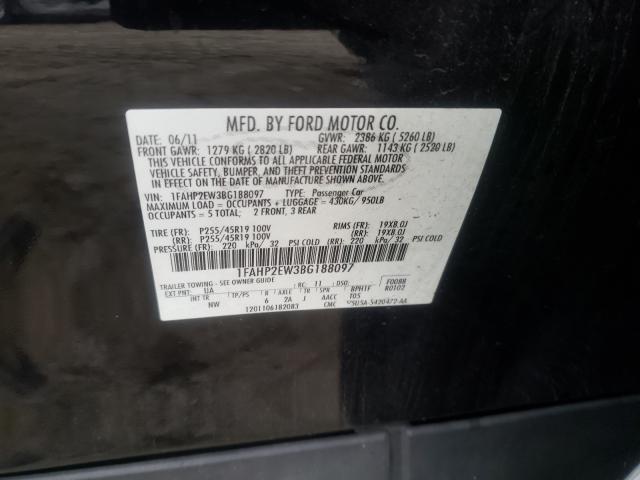 MFD. BY FORD MOTOR CO.
DATE: 06/11 GVWR: 2386 KG ( 5260 LB)
FRONT GAWR: 1279 KG ( 2820 LB) REAR GAWR: 1143 KG ( 2520 LB)
THIS VEHICLE CONFORMS TO ALL APPLICABLE FEDERAL MOTOR
VEHICLE SAFETY, BUMPER, AND THEFT PREVENTION STANDARDS
IN EFFECT ON THE DATE OF MANUFACTURE SHOWN ABOVE.
VIN: 1FAHP2EW3BG188097 TYPE: Passenger Car
MAXIMUM LOAD = OCCUPANTS + LUGGAGE = 430KG/ 950LB
OCCUPANTS = 5 TOTAL; 2 FRONT, 3 REAR
TIRE (FR): P255/45R19 100V RIMS (FR): 19X8.0J
(RR): P255/45R19 100V (RR): 19X8.0J
PRESSURE (FR): 220 kPa/ 32 PSI COLD (RR): 220 kPa/ 32 PSI COLD
1FAHP2EW3BG188097
TRAILER TOWING - SEE OWNER GUIDE RC: 11 DSO: F0088
EXT PNT: UA R0102
INT TR TP/PS R AXLE TR SPR BPH1F
NW 6 2A J AACC T05
1201106182083 CMC 5U5A-5420472-AA